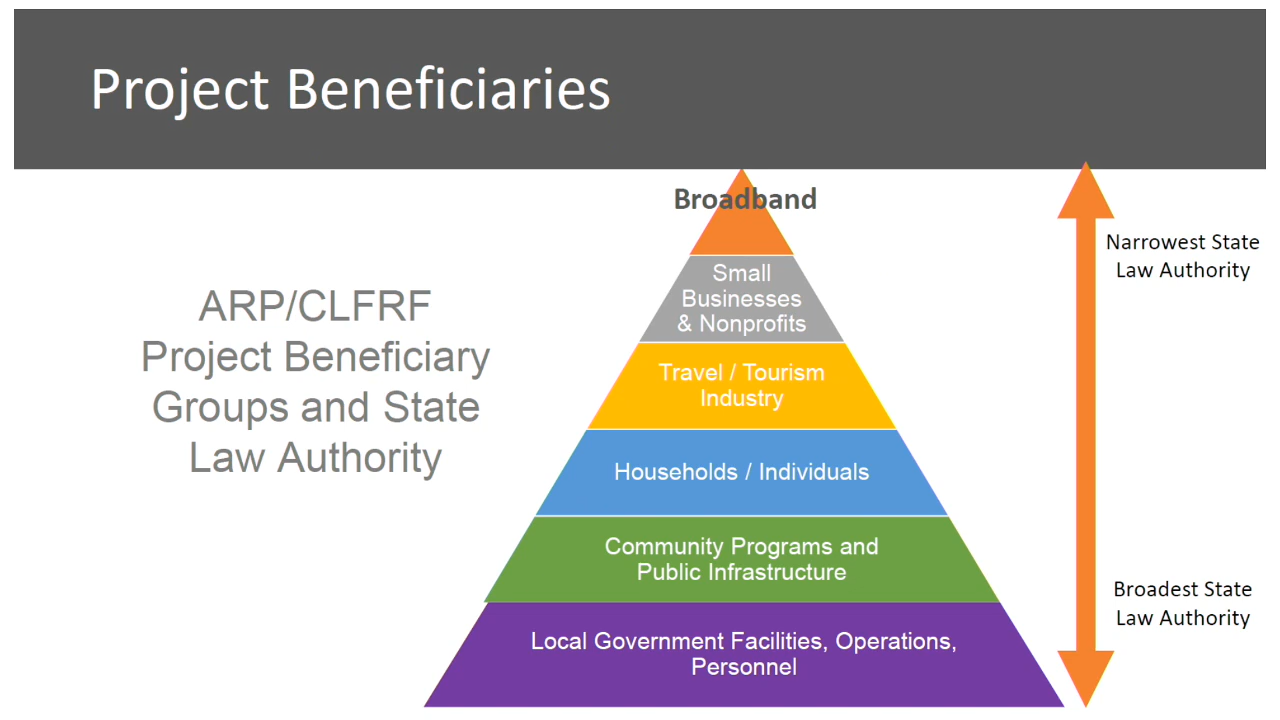 Project Beneficiaries
ARP/CLFRF
Project Beneficiary
Groups and State
Law Authority
Broadband
Small
Businesses
& Nonprofits
Travel / Tourism
Industry
Households / Individuals
Community Programs and
Public Infrastructure
Local Government Facilities, Operations,
Personnel
Narrowest State
Law Authority
Broadest State
Law Authority